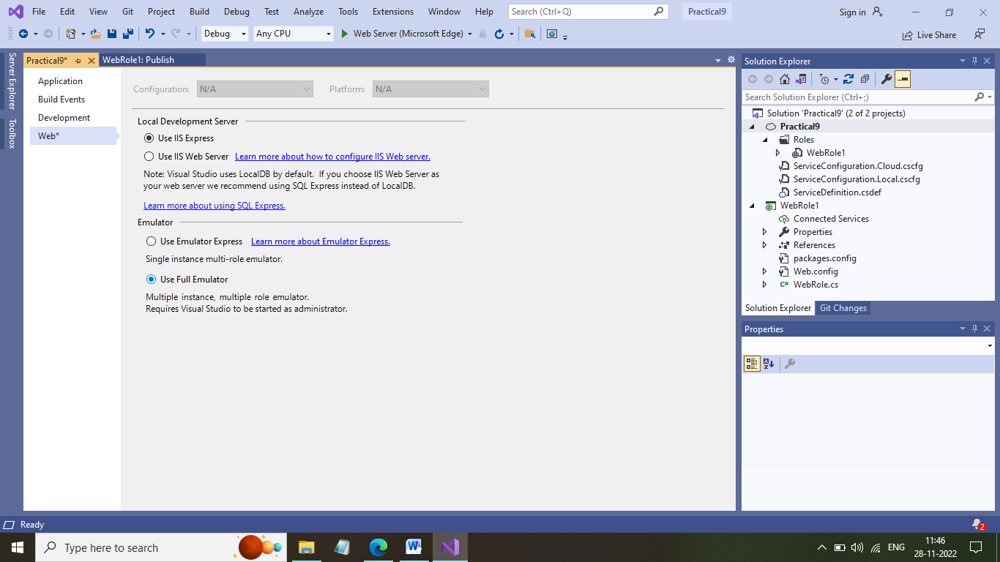 File Edit View Git Project Build Debug Test Analyze Tools Extensions Window Help Search (Ctrl+Q) Practical9 Sign in
Debug Any CPU Web Server (Microsoft Edge) Live Share
Server Explorer
Toolbox
Practical9* WebRole1: Publish
Application
Build Events
Development
Web*
Configuration: N/A Platform: N/A
Local Development Server
Use IIS Express
Use IIS Web Server Learn more about how to configure IIS Web server.
Note: Visual Studio uses LocalDB by default. If you choose IIS Web Server as
your web server we recommend using SQL Express instead of LocalDB.
Learn more about using SQL Express.
Emulator
Use Emulator Express Learn more about Emulator Express.
Single instance multi-role emulator.
Use Full Emulator
Multiple instance, multiple role emulator.
Requires Visual Studio to be started as administrator.
Solution Explorer
Search Solution Explorer (Ctrl+;)
Solution 'Practical9' (2 of 2 projects)
Practical9
Roles
WebRole1
ServiceConfiguration.Cloud.cscfg
ServiceConfiguration.Local.cscfg
ServiceDefinition.csdef
WebRole1
Connected Services
Properties
References
packages.config
Web.config
C# WebRole.cs
Solution Explorer Git Changes
Properties
A
Z
Ready 2
Type here to search W ENG 11:46
28-11-2022